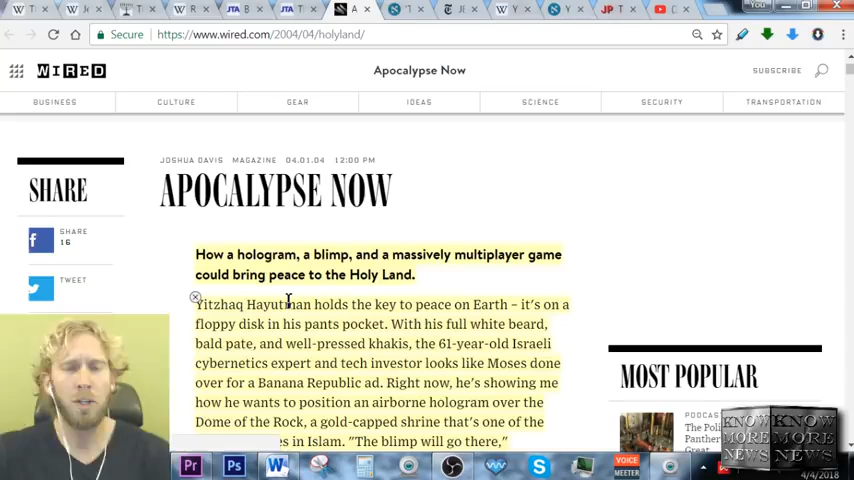 You
Secure https://www.wired.com/2004/04/holyland/
WIRED
Apocalypse Now
SUBSCRIBE
BUSINESS CULTURE GEAR IDEAS SCIENCE SECURITY TRANSPORTATION
JOSHUA DAVIS MAGAZINE 04.01.04 12:00 PM
SHARE
APOCALYPSE NOW
SHARE
16
TWEET
How a hologram, a blimp, and a massively multiplayer game
could bring peace to the Holy Land.
Yitzhaq Hayutman holds the key to peace on Earth – it's on a
floppy disk in his pants pocket. With his full white beard,
bald pate, and well-pressed khakis, the 61-year-old Israeli
cybernetics expert and tech investor looks like Moses done
over for a Banana Republic ad. Right now, he's showing me
how he wants to position an airborne hologram over the
Dome of the Rock, a gold-capped shrine that's one of the
s in Islam. "The blimp will go there,"
MOST POPULAR
PODCAST
The Poli
Panther
Great
KNOW MORE NEWS
KNOW MORE NEWS
Pr Ps W S VOICE MEETER
4/4/2018